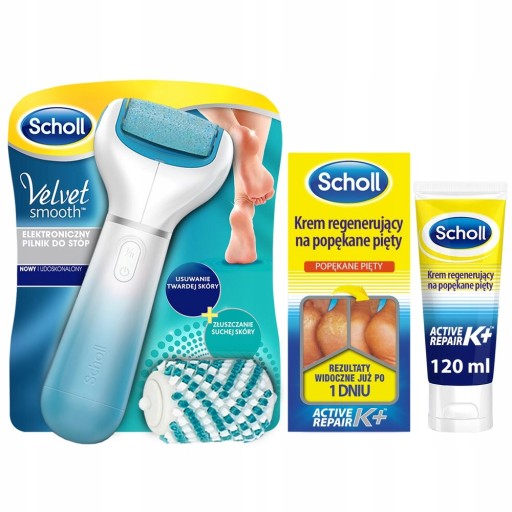 Scholl
Velvet
smooth™
ELEKTRONICZNY
PILNIK DO STOP
NOWY I UDOSKONALONY
USUWANIE
TWARDEJ SKÓRY
+
ZŁUSZCZANIE
SUCHEJ SKÓRY
Scholl
Scholl
Krem regenerujący
na popękane pięty
POPĘKANE PIĘTY
REZULTATY
WIDOCZNE JUŻ PO
1 DNIU
ACTIVE
REPAIR K+
Scholl
Krem regenerujący
na popękane pięty
ACTIVE
REPAIR K+
120 ml